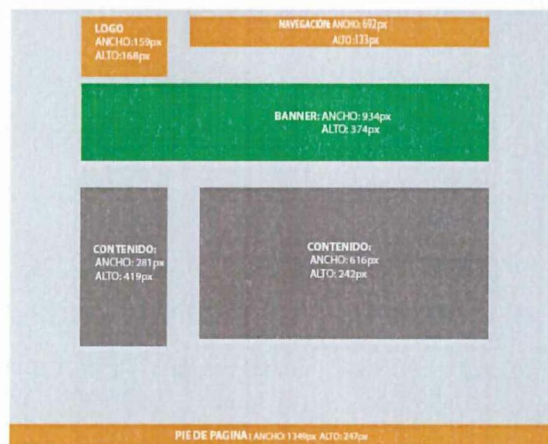 LOGO
ANCHO:159px
ALTO:168px
NAVEGACIÓN: ANCHO: 692px
ALTO:133px
BANNER: ANCHO: 934px
ALTO: 374px
CONTENIDO:
ANCHO: 281px
ALTO: 419px
CONTENIDO:
ANCHO: 616px
ALTO: 242px
PIE DE PAGINA: ANCHO: 1349px ALTO: 247px